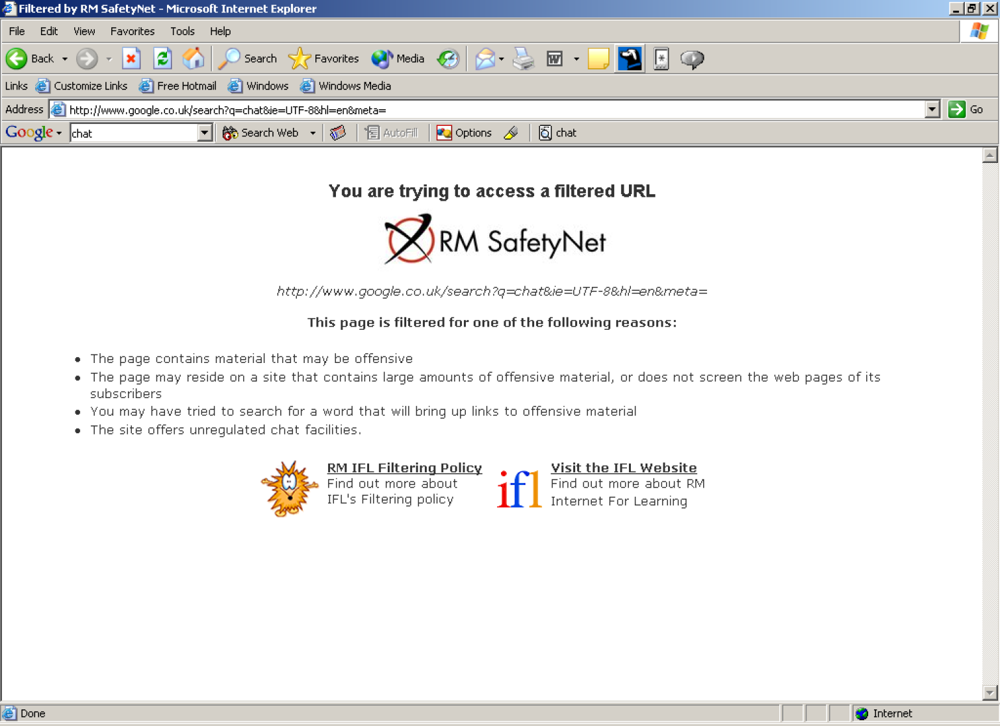 Filtered by RM SafetyNet - Microsoft Internet Explorer
File Edit View Favorites Tools Help
Back Search Favorites Media
Links Customize Links Free Hotmail Windows Windows Media
Address http://www.google.co.uk/search?q=chat&ie=UTF-8&hl=en&meta= Go
Google chat Search Web AutoFill Options chat
You are trying to access a filtered URL
RM SafetyNet
http://www.google.co.uk/search?q=chat&ie=UTF-8&hl=en&meta=
This page is filtered for one of the following reasons:
• The page contains material that may be offensive
• The page may reside on a site that contains large amounts of offensive material, or does not screen the web pages of its
subscribers
• You may have tried to search for a word that will bring up links to offensive material
• The site offers unregulated chat facilities.
RM IFL Filtering Policy
Find out more about
IFL's Filtering policy
ifl
Visit the IFL Website
Find out more about RM
Internet For Learning
Done Internet